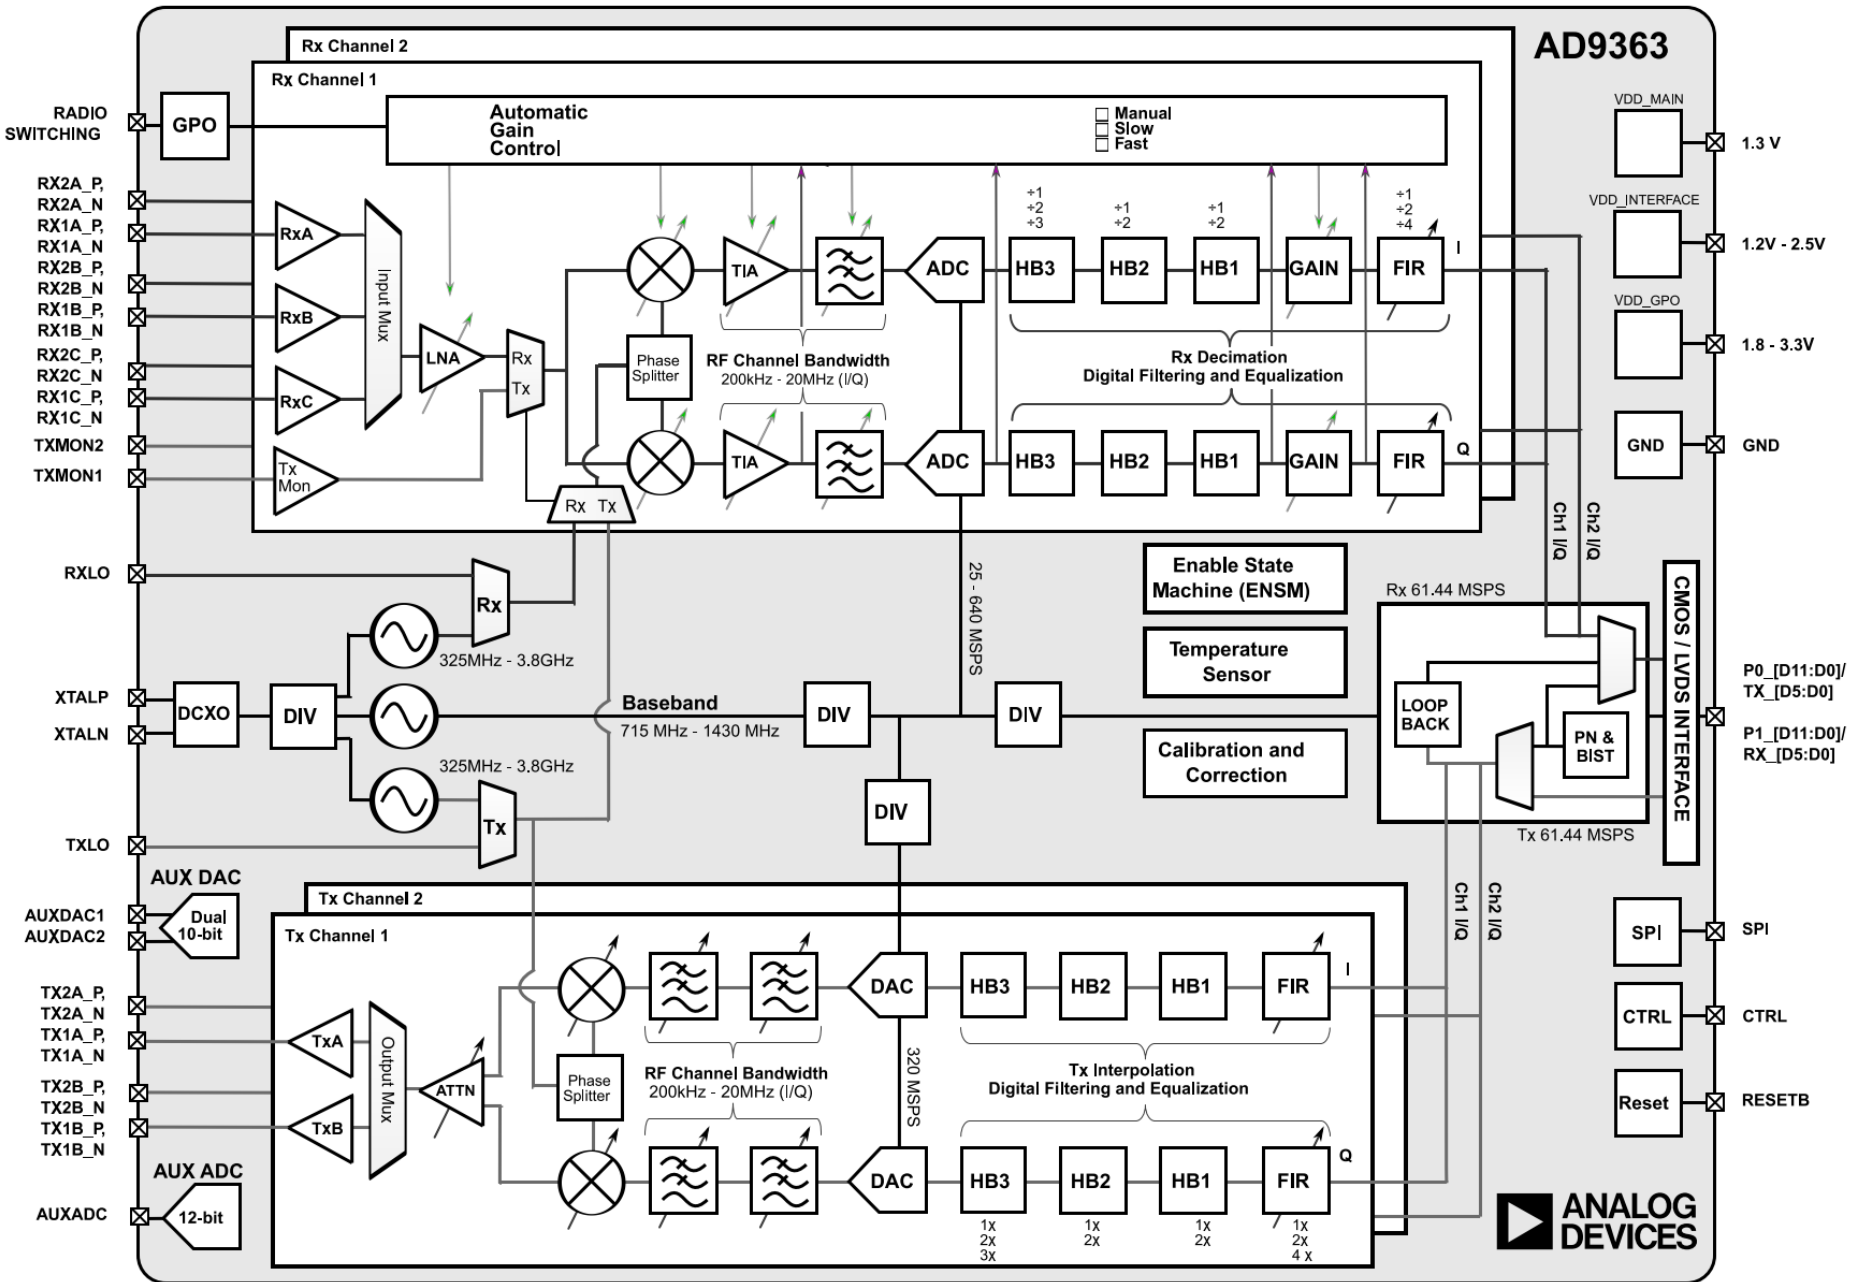 AD9363
Rx Channel 2
Rx Channel 1
Automatic
Gain
Control
Manual
Slow
Fast
RADIO
SWITCHING
GPO
RX2A_P,
RX2A_N
RX1A_P,
RX1A_N
RX2B_P,
RX2B_N
RX1B_P,
RX1B_N
RX2C_P,
RX2C_N
RX1C_P,
RX1C_N
TXMON2
TXMON1
RxA
RxB
RxC
Tx
Mon
Input Mux
LNA
Rx
Tx
Phase
Splitter
Rx Tx
TIA
ADC
÷1
÷2
÷3
HB3
÷1
÷2
HB2
÷1
÷2
HB1
GAIN
÷1
÷2
÷4
FIR
I
RF Channel Bandwidth
200kHz - 20MHz (I/Q)
Rx Decimation
Digital Filtering and Equalization
TIA
ADC
HB3
HB2
HB1
GAIN
FIR
Q
VDD_MAIN
1.3 V
VDD_INTERFACE
1.2V - 2.5V
VDD_GPO
1.8 - 3.3V
GND
GND
Ch1 I/Q
Ch2 I/Q
RXLO
Rx
325MHz - 3.8GHz
XTALP
XTALN
DCXO
DIV
Baseband
715 MHz - 1430 MHz
DIV
25 - 640 MSPS
DIV
DIV
325MHz - 3.8GHz
Tx
TXLO
Enable State
Machine (ENSM)
Temperature
Sensor
Calibration and
Correction
Rx 61.44 MSPS
LOOP
BACK
PN &
BIST
Tx 61.44 MSPS
CMOS / LVDS INTERFACE
P0_[D11:D0]/
TX_[D5:D0]
P1_[D11:D0]/
RX_[D5:D0]
AUX DAC
AUXDAC1
AUXDAC2
Dual
10-bit
Tx Channel 2
Tx Channel 1
Ch1 I/Q
Ch2 I/Q
TX2A_P,
TX2A_N
TX1A_P,
TX1A_N
TX2B_P,
TX2B_N
TX1B_P,
TX1B_N
TxA
TxB
Output Mux
ATTN
Phase
Splitter
DAC
HB3
HB2
HB1
FIR
I
RF Channel Bandwidth
200kHz - 20MHz (I/Q)
320 MSPS
Tx Interpolation
Digital Filtering and Equalization
DAC
HB3
HB2
HB1
FIR
Q
1x
2x
3x
1x
2x
1x
2x
1x
2x
4 x
AUX ADC
AUXADC
12-bit
SPI
SPI
CTRL
CTRL
Reset
RESETB
ANALOG
DEVICES